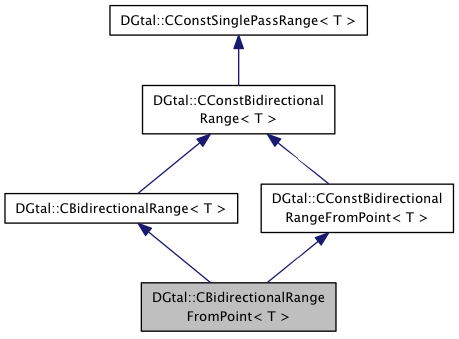 DGtal::CConstSinglePassRange< T >
DGtal::CConstBidirectional
Range< T >
DGtal::CBidirectionalRange< T >
DGtal::CConstBidirectional
RangeFromPoint< T >
DGtal::CBidirectionalRange
FromPoint< T >